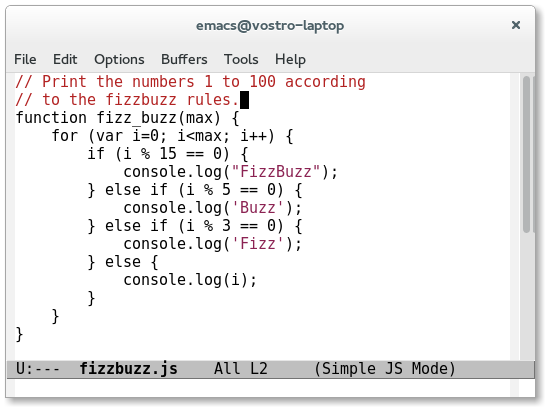 emacs@vostro-laptop ×
File Edit Options Buffers Tools Help
// Print the numbers 1 to 100 according
// to the fizzbuzz rules.
function fizz_buzz(max) {
    for (var i=0; i<max; i++) {
        if (i % 15 == 0) {
            console.log("FizzBuzz");
        } else if (i % 5 == 0) {
            console.log('Buzz');
        } else if (i % 3 == 0) {
            console.log('Fizz');
        } else {
            console.log(i);
        }
    }
}
U:---  fizzbuzz.js    All L2     (Simple JS Mode)